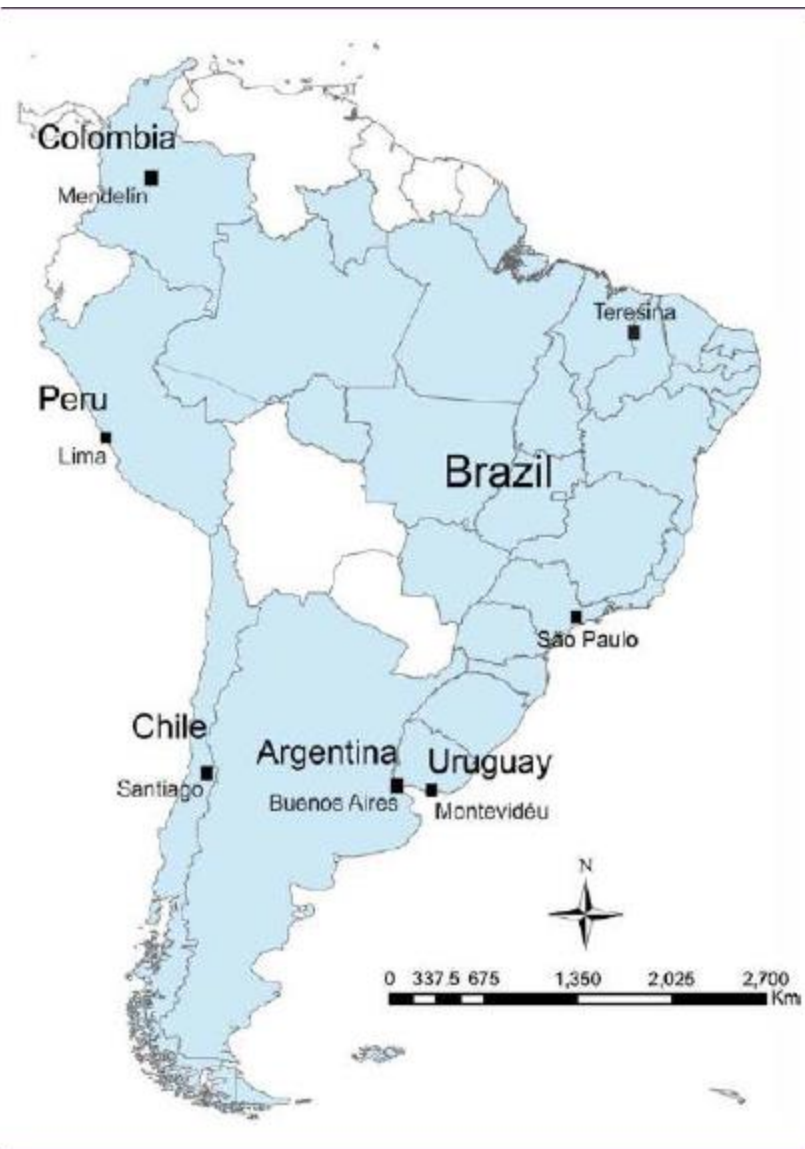 Colombia
Mendelín
Teresina
Peru
Lima
Brazil
São Paulo
Chile
Santiago
Argentina
Buenos Aires
Uruguay
Montevidéu
N
0 337.5 675 1,350 2,025 2,700
Km